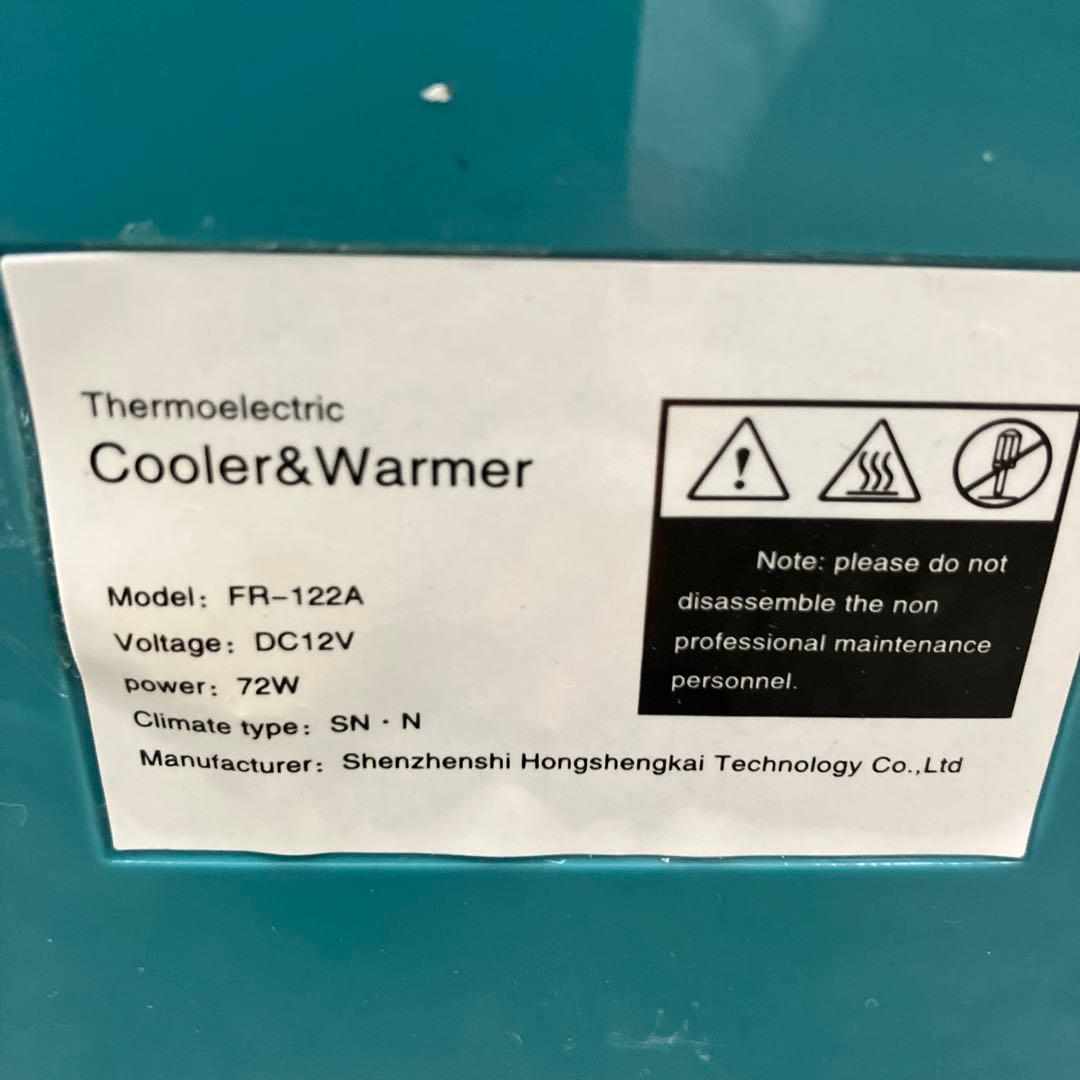 Thermoelectric
Cooler&Warmer
Model: FR-122A
Voltage: DC12V
power: 72W
Climate type: SN · N
Manufacturer: Shenzhenshi Hongshengkai Technology Co.,Ltd
Note: please do not
disassemble the non
professional maintenance
personnel.